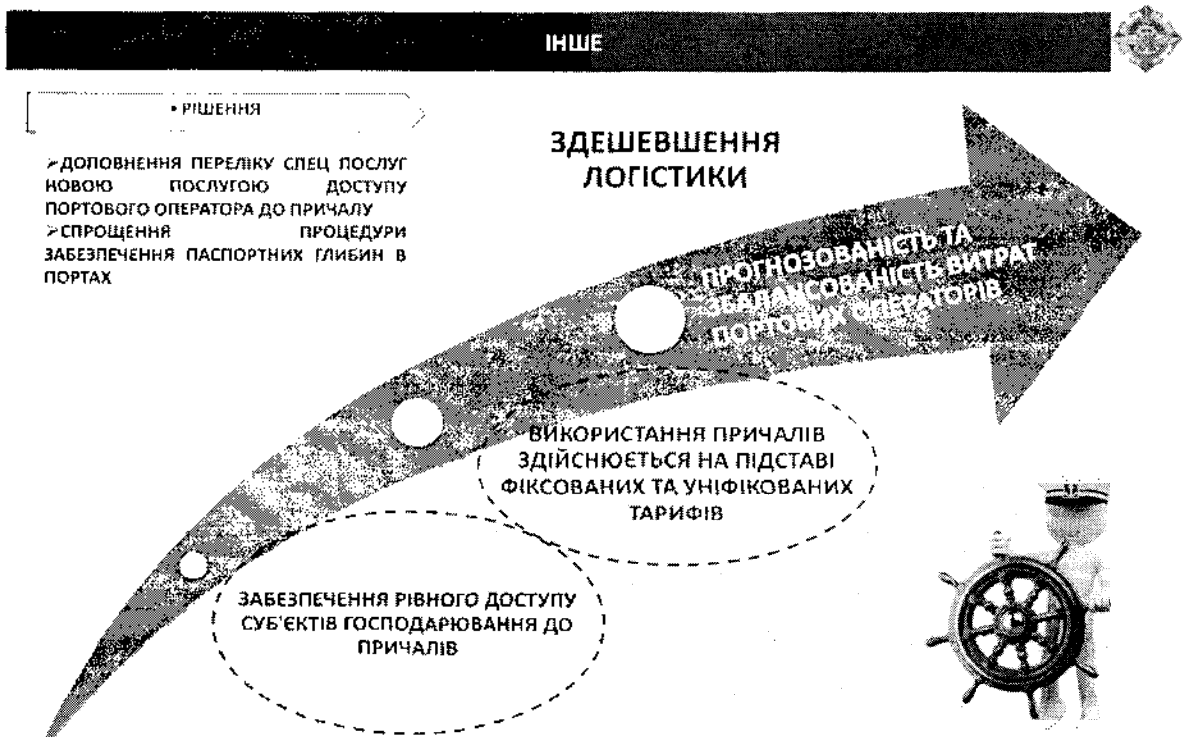 ІНШЕ
• РІШЕННЯ
➢ДОПОВНЕННЯ ПЕРЕЛІКУ СПЕЦ ПОСЛУГ
НОВОЮ ПОСЛУГОЮ ДОСТУПУ
ПОРТОВОГО ОПЕРАТОРА ДО ПРИЧАЛУ
➢СПРОЩЕННЯ ПРОЦЕДУРИ
ЗАБЕЗПЕЧЕННЯ ПАСПОРТНИХ ГЛИБИН В
ПОРТАХ
ЗДЕШЕВШЕННЯ
ЛОГІСТИКИ
ПРОГНОЗОВАНІСТЬ ТА
ЗБАЛАНСОВАНІСТЬ ВИТРАТ
ПОРТОВИХ ОПЕРАТОРІВ
ВИКОРИСТАННЯ ПРИЧАЛІВ
ЗДІЙСНЮЄТЬСЯ НА ПІДСТАВІ
ФІКСОВАНИХ ТА УНІФІКОВАНИХ
ТАРИФІВ
ЗАБЕЗПЕЧЕННЯ РІВНОГО ДОСТУПУ
СУБ'ЄКТІВ ГОСПОДАРЮВАННЯ ДО
ПРИЧАЛІВ